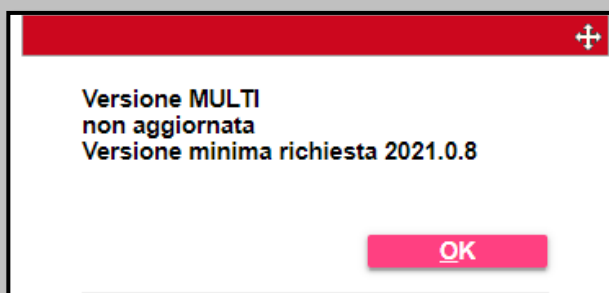 Versione MULTI
non aggiornata
Versione minima richiesta 2021.0.8
OK